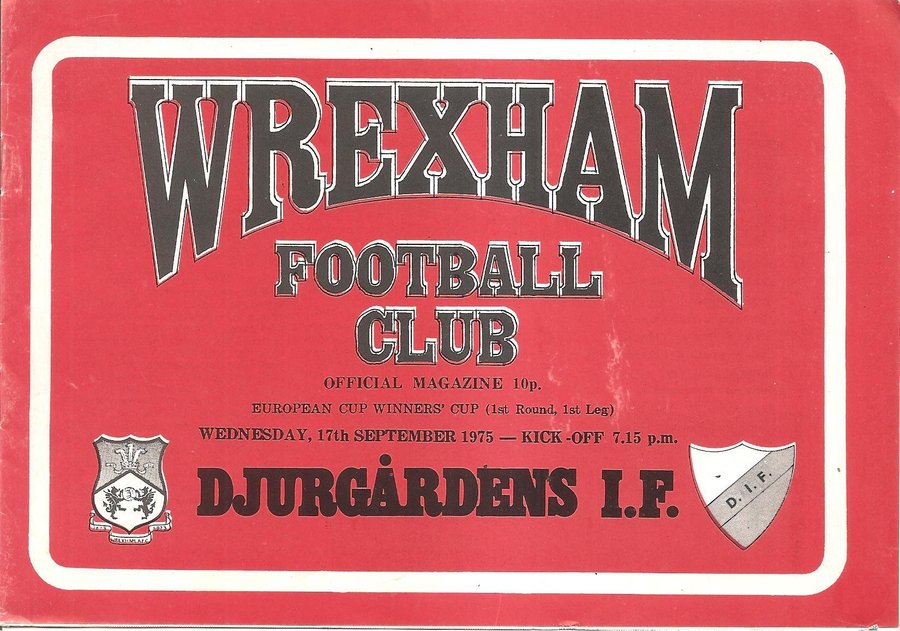 WREXHAM
FOOTBALL
CLUB
OFFICIAL MAGAZINE 10p.
EUROPEAN CUP WINNERS' CUP (1st Round, 1st Leg)
WEDNESDAY, 17th SEPTEMBER 1975 — KICK-OFF 7.15 p.m.
DJURGÅRDENS I.F.
D. I. F.
WREXHAM A.F.C.